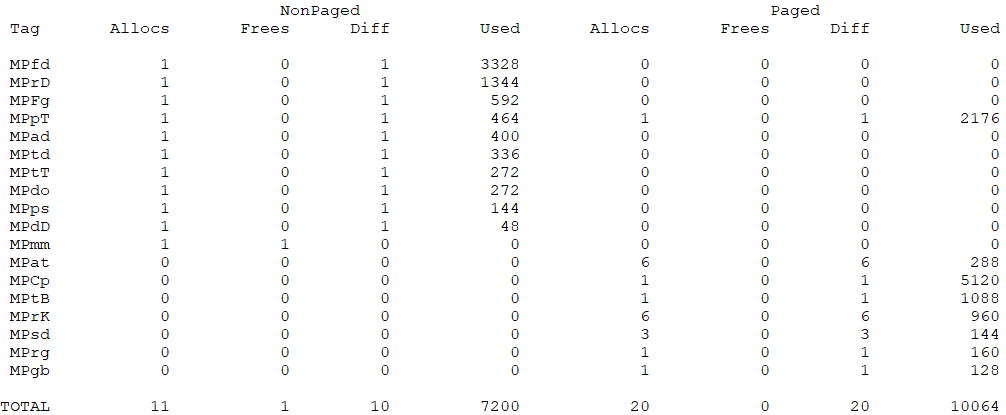 NonPaged Paged
Tag Allocs Frees Diff Used Allocs Frees Diff Used
MPfd 1 0 1 3328 0 0 0 0
MPrD 1 0 1 1344 0 0 0 0
MPFg 1 0 1 592 0 0 0 0
MPpT 1 0 1 464 1 0 1 2176
MPad 1 0 1 400 0 0 0 0
MPtd 1 0 1 336 0 0 0 0
MPtT 1 0 1 272 0 0 0 0
MPdo 1 0 1 272 0 0 0 0
MPps 1 0 1 144 0 0 0 0
MPdD 1 0 1 48 0 0 0 0
MPmm 1 1 0 0 0 0 0 0
MPat 0 0 0 0 6 0 6 288
MPCp 0 0 0 0 1 0 1 5120
MPtB 0 0 0 0 1 0 1 1088
MPrK 0 0 0 0 6 0 6 960
MPsd 0 0 0 0 3 0 3 144
MPrg 0 0 0 0 1 0 1 160
MPgb 0 0 0 0 1 0 1 128
TOTAL 11 1 10 7200 20 0 20 10064